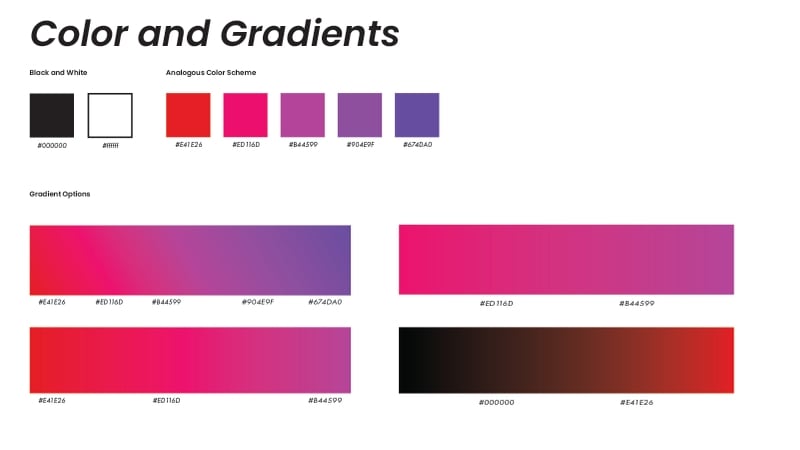 Color and Gradients
Black and White
Analogous Color Scheme
#000000
#ffffff
#E41E26
#ED116D
#B44599
#904E9F
#674DA0
Gradient Options
#E41E26
#ED116D
#B44599
#904E9F
#674DA0
#ED116D
#B44599
#E41E26
#ED116D
#B44599
#000000
#E41E26